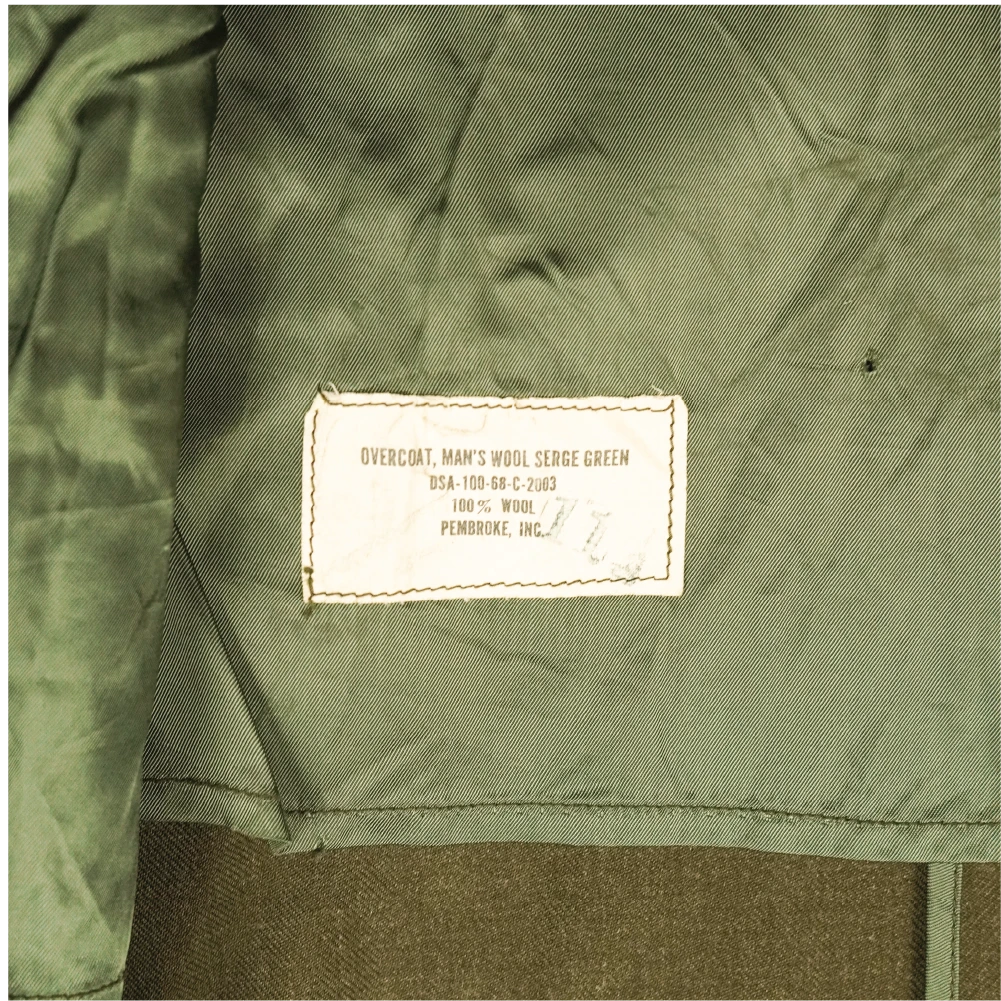 OVERCOAT, MAN'S WOOL SERGE GREEN
DSA-100-68-C-2003
100% WOOL
PEMBROKE, INC.